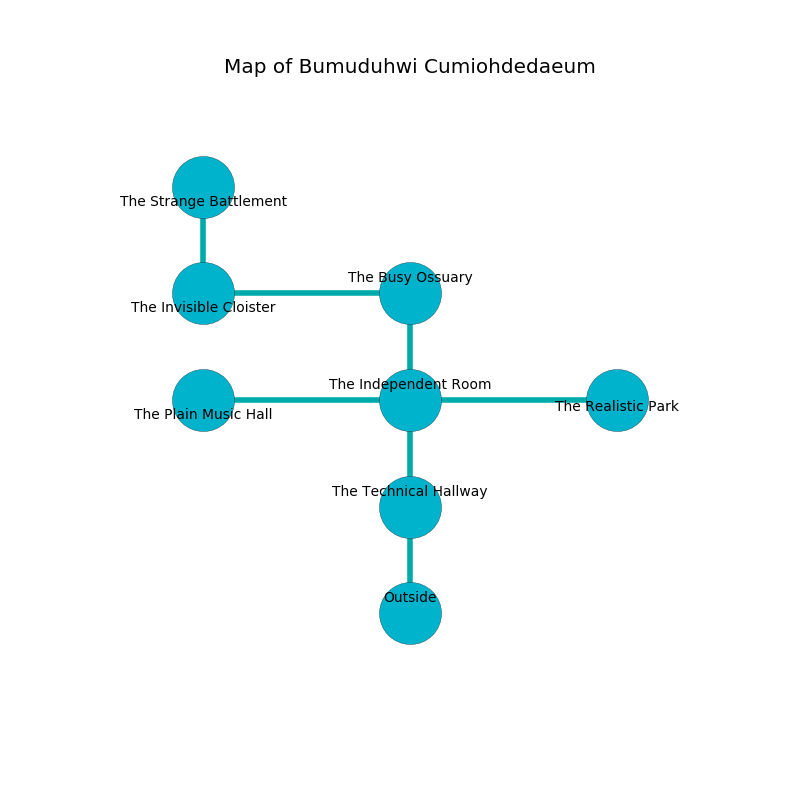 Map of Bumuduhwi Cumiohdedaeum
The Strange Battlement
The Busy Ossuary
The Invisible Cloister
The Independent Room
The Realistic Park
The Plain Music Hall
The Technical Hallway
Outside